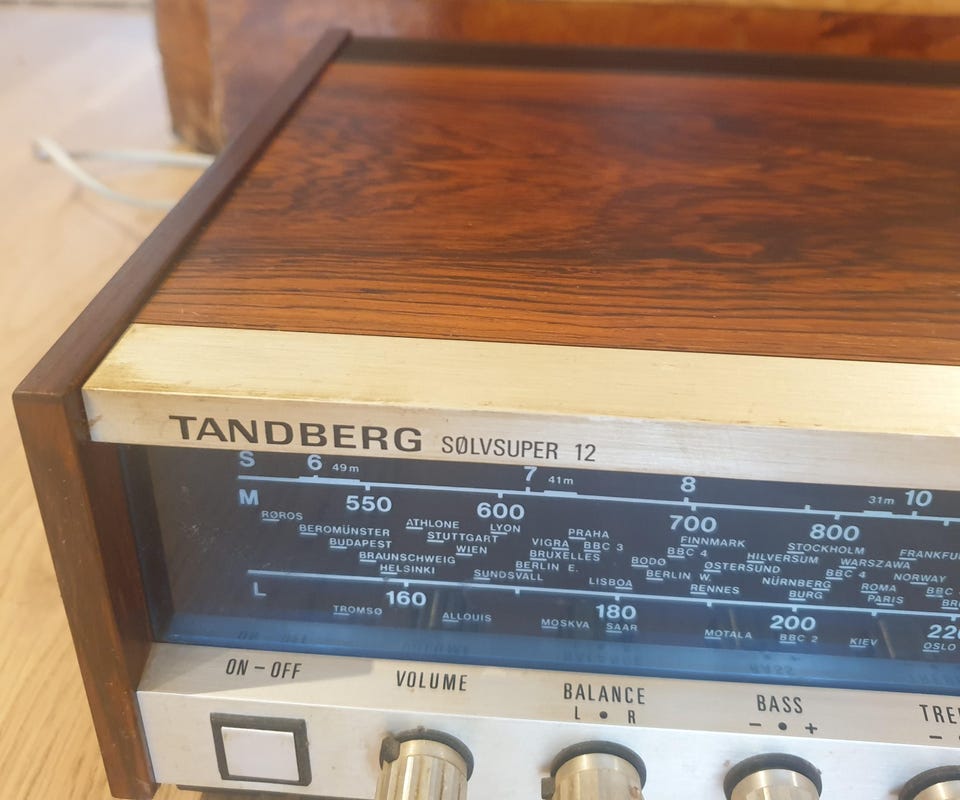 TANDBERG SØLVSUPER 12
S 6 49m 7 41m 8 31m 10
M 550 600 700 800
RØROS ATHLONE LYON PRAHA FINNMARK STOCKHOLM
BEROMÜNSTER STUTTGART VIGRA BBC 3 BBC 4 HILVERSUM WARSZAWA
BUDAPEST WIEN BRUXELLES BODØ ØSTERSUND BBC 4 NORWAY
BRAUNSCHWEIG BERLIN E. BERLIN W. NÜRNBERG ROMA BBC
HELSINKI SUNDSVALL LISBOA RENNES BURG PARIS
L 160 180 200
TROMSØ ALLOUIS MOSKVA SAAR MOTALA BBC 2 KIEV OSLO
ON – OFF VOLUME BALANCE BASS
L • R – • +